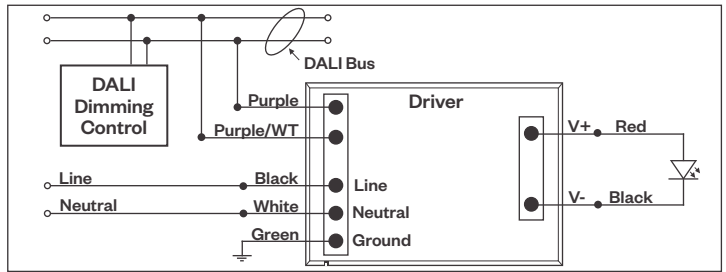 DALI Bus
DALI
Dimming
Control
Driver
Purple
Purple/WT
V+ Red
Line Black Line
V- Black
Neutral White Neutral
Green Ground